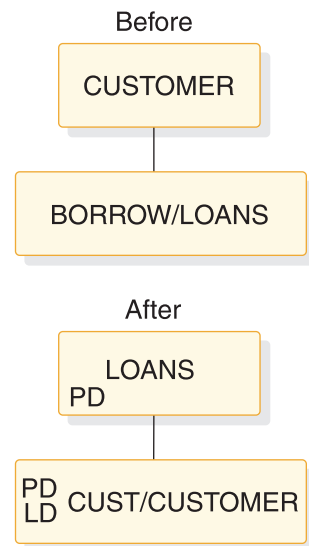 Before
CUSTOMER
BORROW/LOANS
After
LOANS
PD
PD
LD
CUST/CUSTOMER